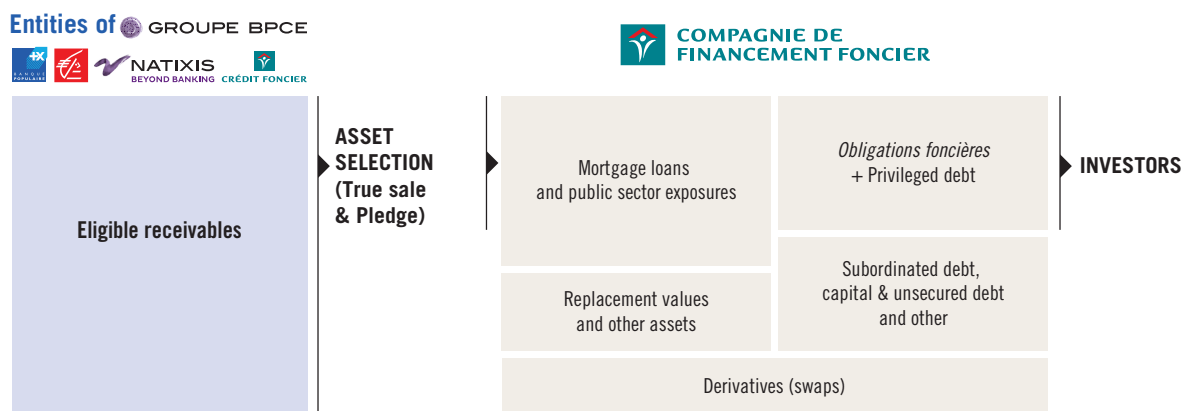 Entities of GROUPE BPCE
BANQUE
POPULAIRE
NATIXIS
BEYOND BANKING
CRÉDIT FONCIER
COMPAGNIE DE
FINANCEMENT FONCIER
Eligible receivables
ASSET
SELECTION
(True sale
& Pledge)
Mortgage loans
and public sector exposures
Replacement values
and other assets
Obligations foncières
+ Privileged debt
Subordinated debt,
capital & unsecured debt
and other
Derivatives (swaps)
INVESTORS